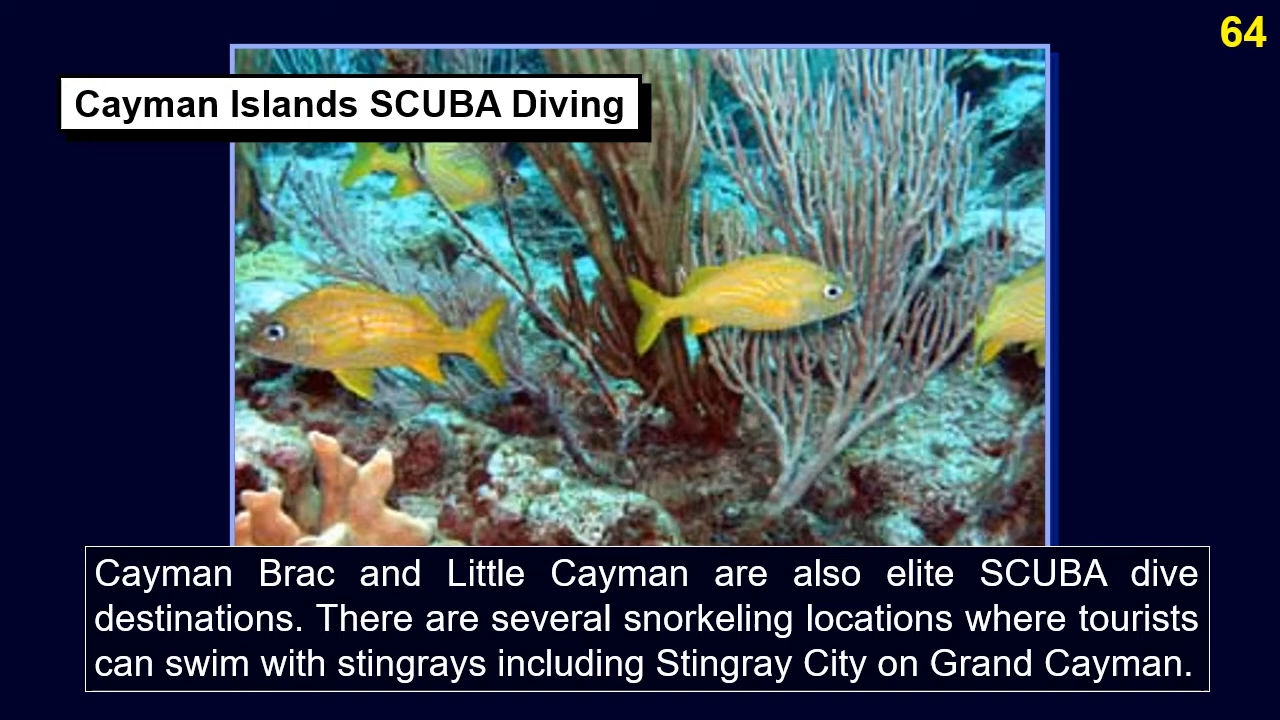 64
Cayman Islands SCUBA Diving
Cayman Brac and Little Cayman are also elite SCUBA dive
destinations. There are several snorkeling locations where tourists
can swim with stingrays including Stingray City on Grand Cayman.